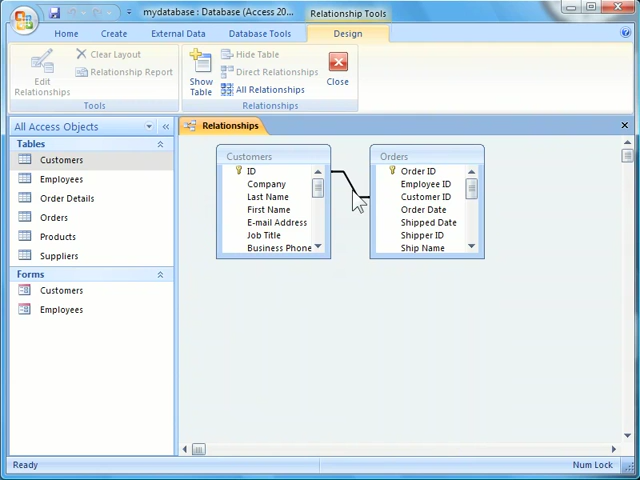 mydatabase : Database (Access 20...
Relationship Tools
Home
Create
External Data
Database Tools
Design
Edit
Relationships
Clear Layout
Relationship Report
Tools
Show
Table
Hide Table
Direct Relationships
All Relationships
Relationships
Close
All Access Objects
Relationships
Tables
Customers
Employees
Order Details
Orders
Products
Suppliers
Forms
Customers
Employees
Customers
ID
Company
Last Name
First Name
E-mail Address
Job Title
Business Phone
Orders
Order ID
Employee ID
Customer ID
Order Date
Shipped Date
Shipper ID
Ship Name
Ready
Num Lock